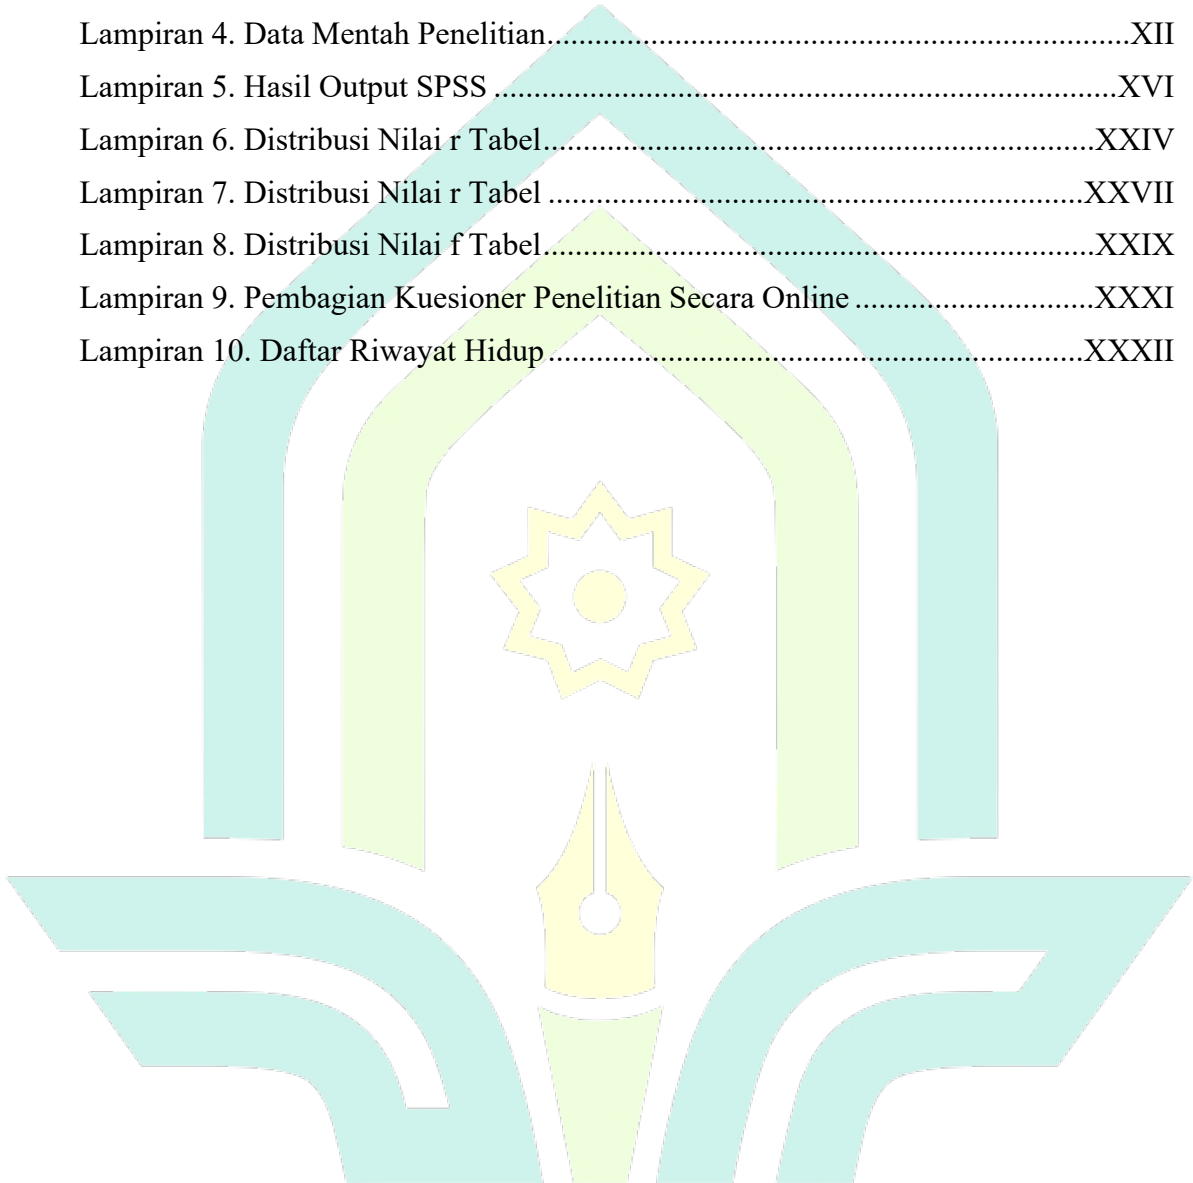 Lampiran 4. Data Mentah Penelitian..........................................................................XII
Lampiran 5. Hasil Output SPSS ...............................................................................XVI
Lampiran 6. Distribusi Nilai r Tabel......................................................................XXIV
Lampiran 7. Distribusi Nilai r Tabel ....................................................................XXVII
Lampiran 8. Distribusi Nilai f Tabel......................................................................XXIX
Lampiran 9. Pembagian Kuesioner Penelitian Secara Online ..............................XXXI
Lampiran 10. Daftar Riwayat Hidup ....................................................................XXXII